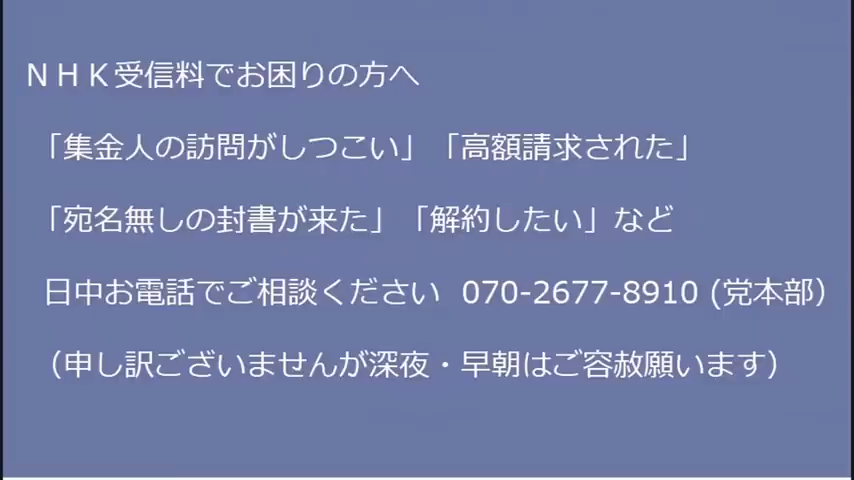 ＮＨＫ受信料でお困りの方へ
「集金人の訪問がしつこい」「高額請求された」
「宛名無しの封書が来た」「解約したい」など
日中お電話でご相談ください 070-2677-8910 (党本部）
（申し訳ございませんが深夜・早朝はご容赦願います）